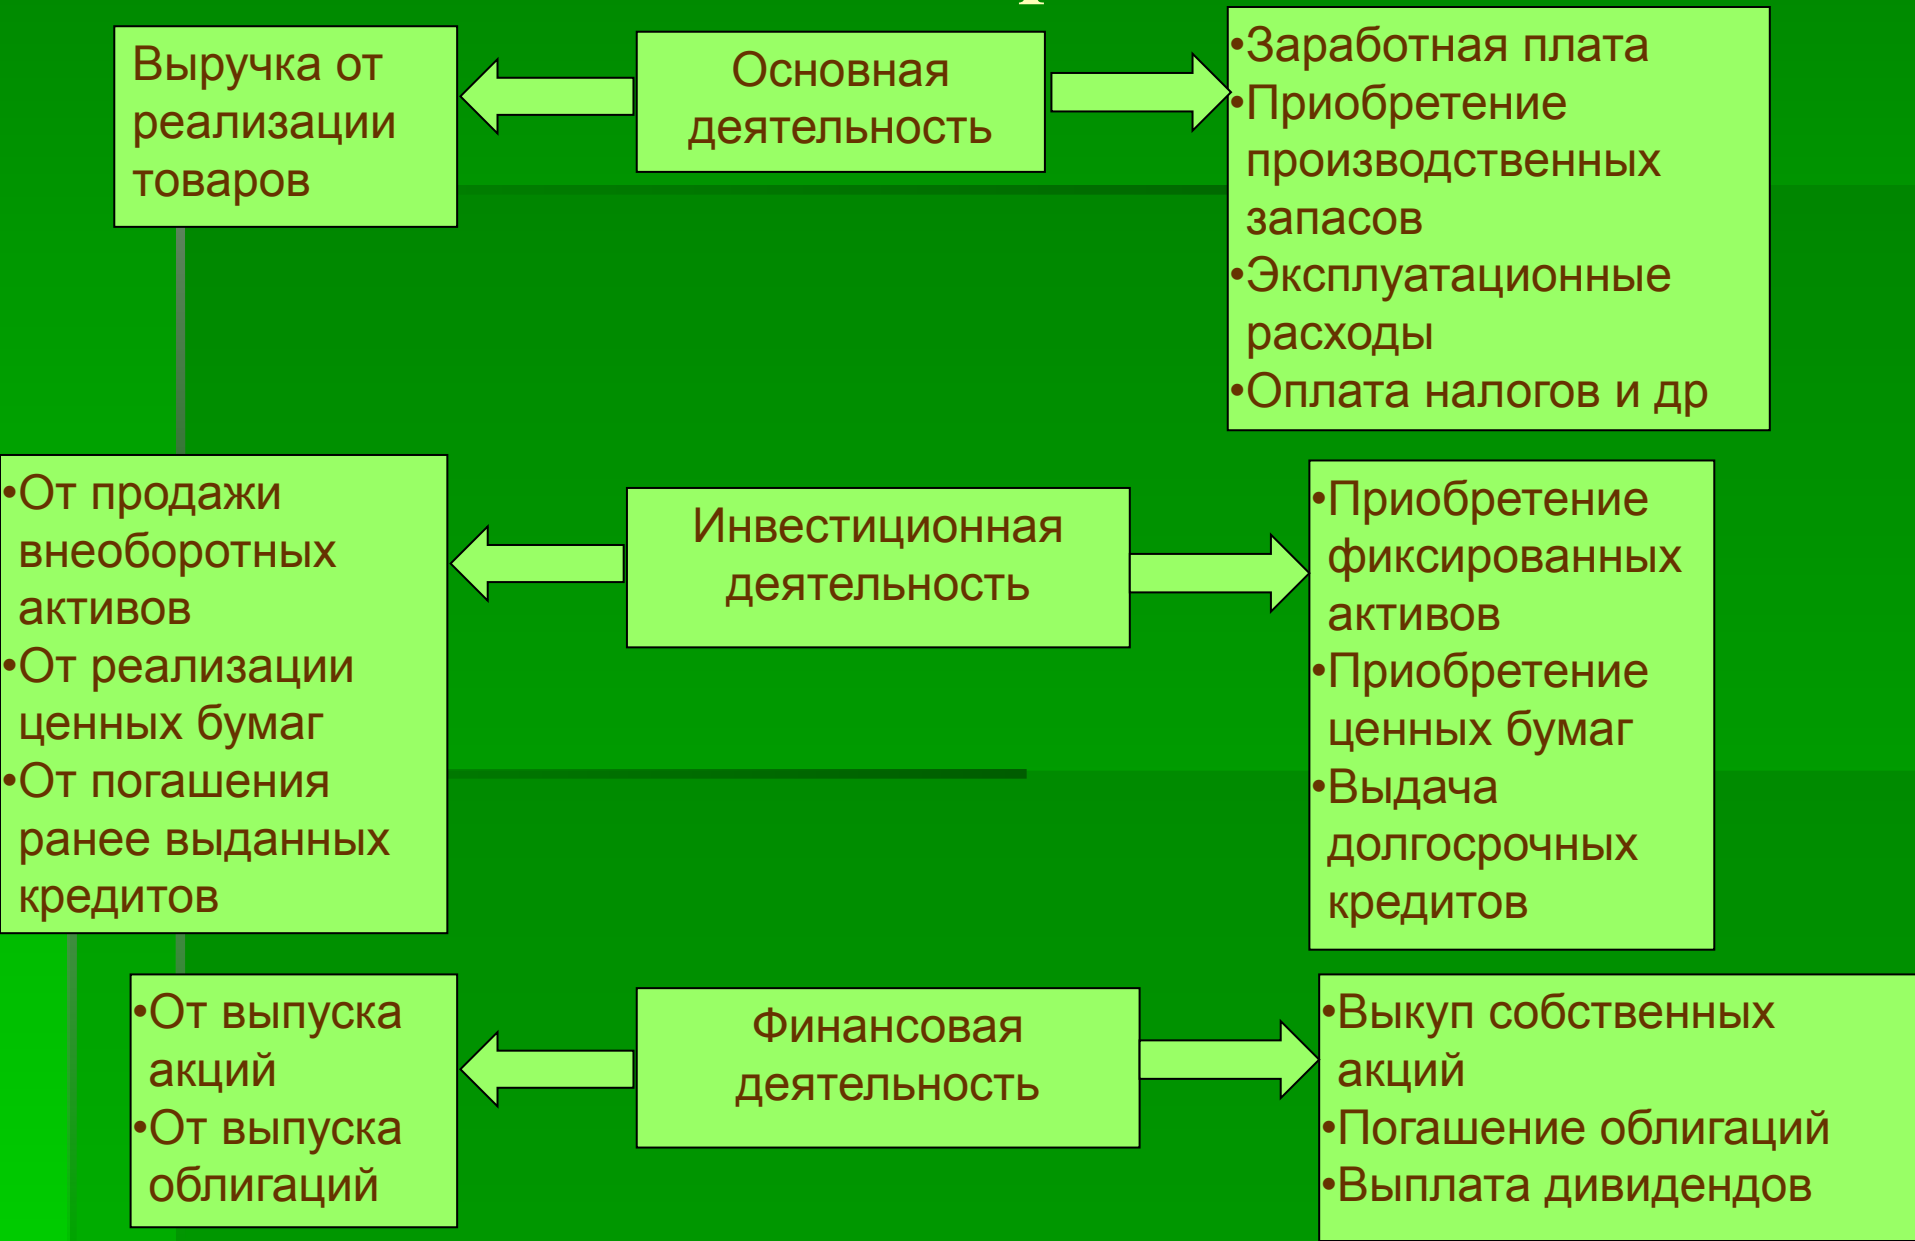 Выручка от
реализации
товаров
Основная
деятельность
•Заработная плата
•Приобретение
производственных
запасов
•Эксплуатационные
расходы
•Оплата налогов и др
•От продажи
внеоборотных
активов
•От реализации
ценных бумаг
•От погашения
ранее выданных
кредитов
Инвестиционная
деятельность
•Приобретение
фиксированных
активов
•Приобретение
ценных бумаг
•Выдача
долгосрочных
кредитов
•От выпуска
акций
•От выпуска
облигаций
Финансовая
деятельность
•Выкуп собственных
акций
•Погашение облигаций
•Выплата дивидендов